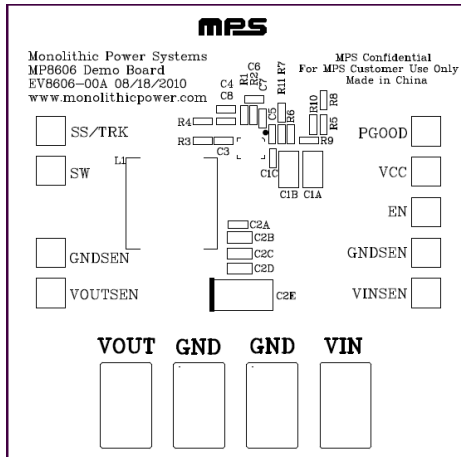 MPS
Monolithic Power Systems
MP8606 Demo Board
EV8606-00A 08/18/2010
www.monolithicpower.com
MPS Confidential
For MPS Customer Use Only
Made in China
C6
R1
R2
C7
R11
R7
C4
C8
R4
C5
R6
R10
R8
R5
R9
R3
C3
C1C
C1B
C1A
SS/TRK
PGOOD
L1
SW
VCC
EN
C2A
C2B
C2C
C2D
C2E
GNDSEN
GNDSEN
VOUTSEN
VINSEN
VOUT GND GND VIN